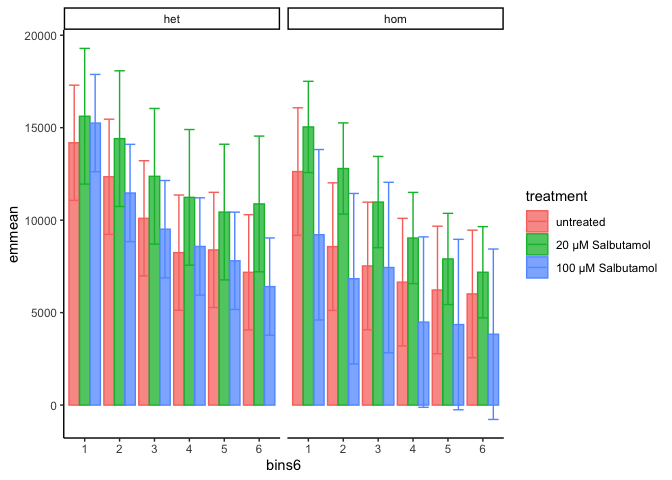 het hom
20000
15000
10000
5000
0
emmean
1 2 3 4 5 6 1 2 3 4 5 6
bins6
treatment
untreated
20 µM Salbutamol
100 µM Salbutamol